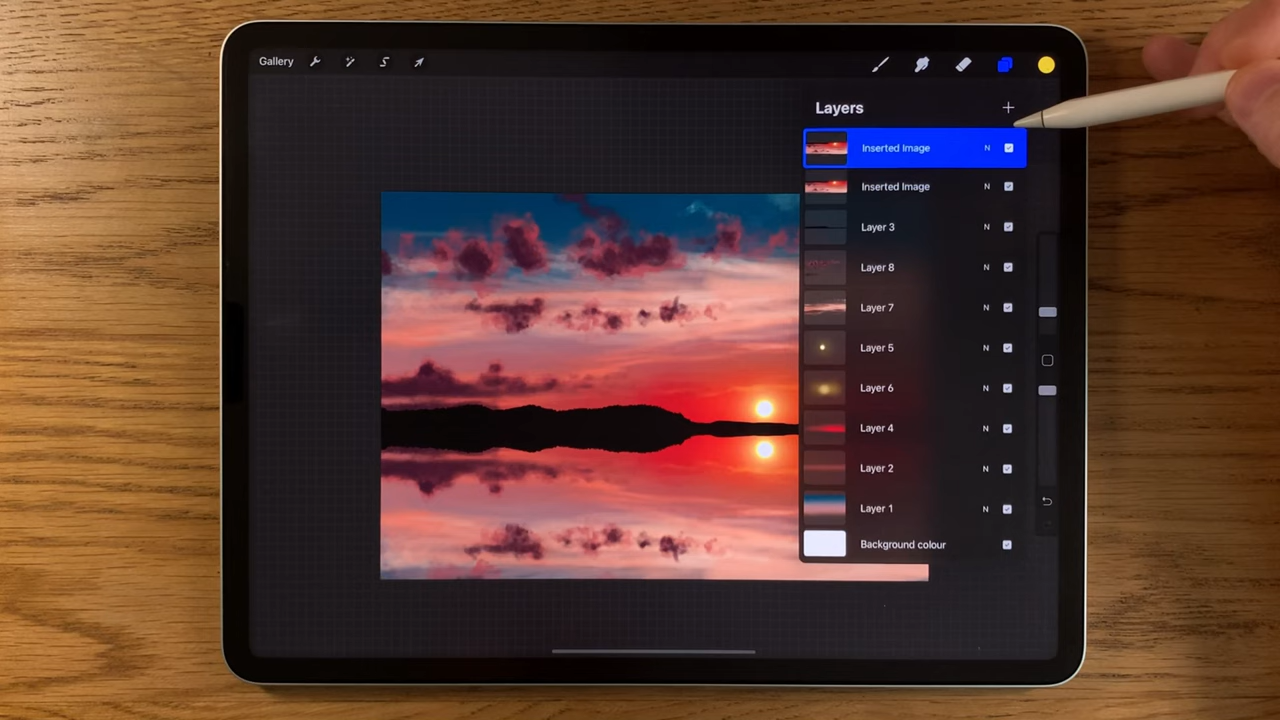 Gallery
Layers
Inserted Image N
Inserted Image N
Layer 3 N
Layer 8 N
Layer 7 N
Layer 5 N
Layer 6 N
Layer 4 N
Layer 2 N
Layer 1 N
Background colour